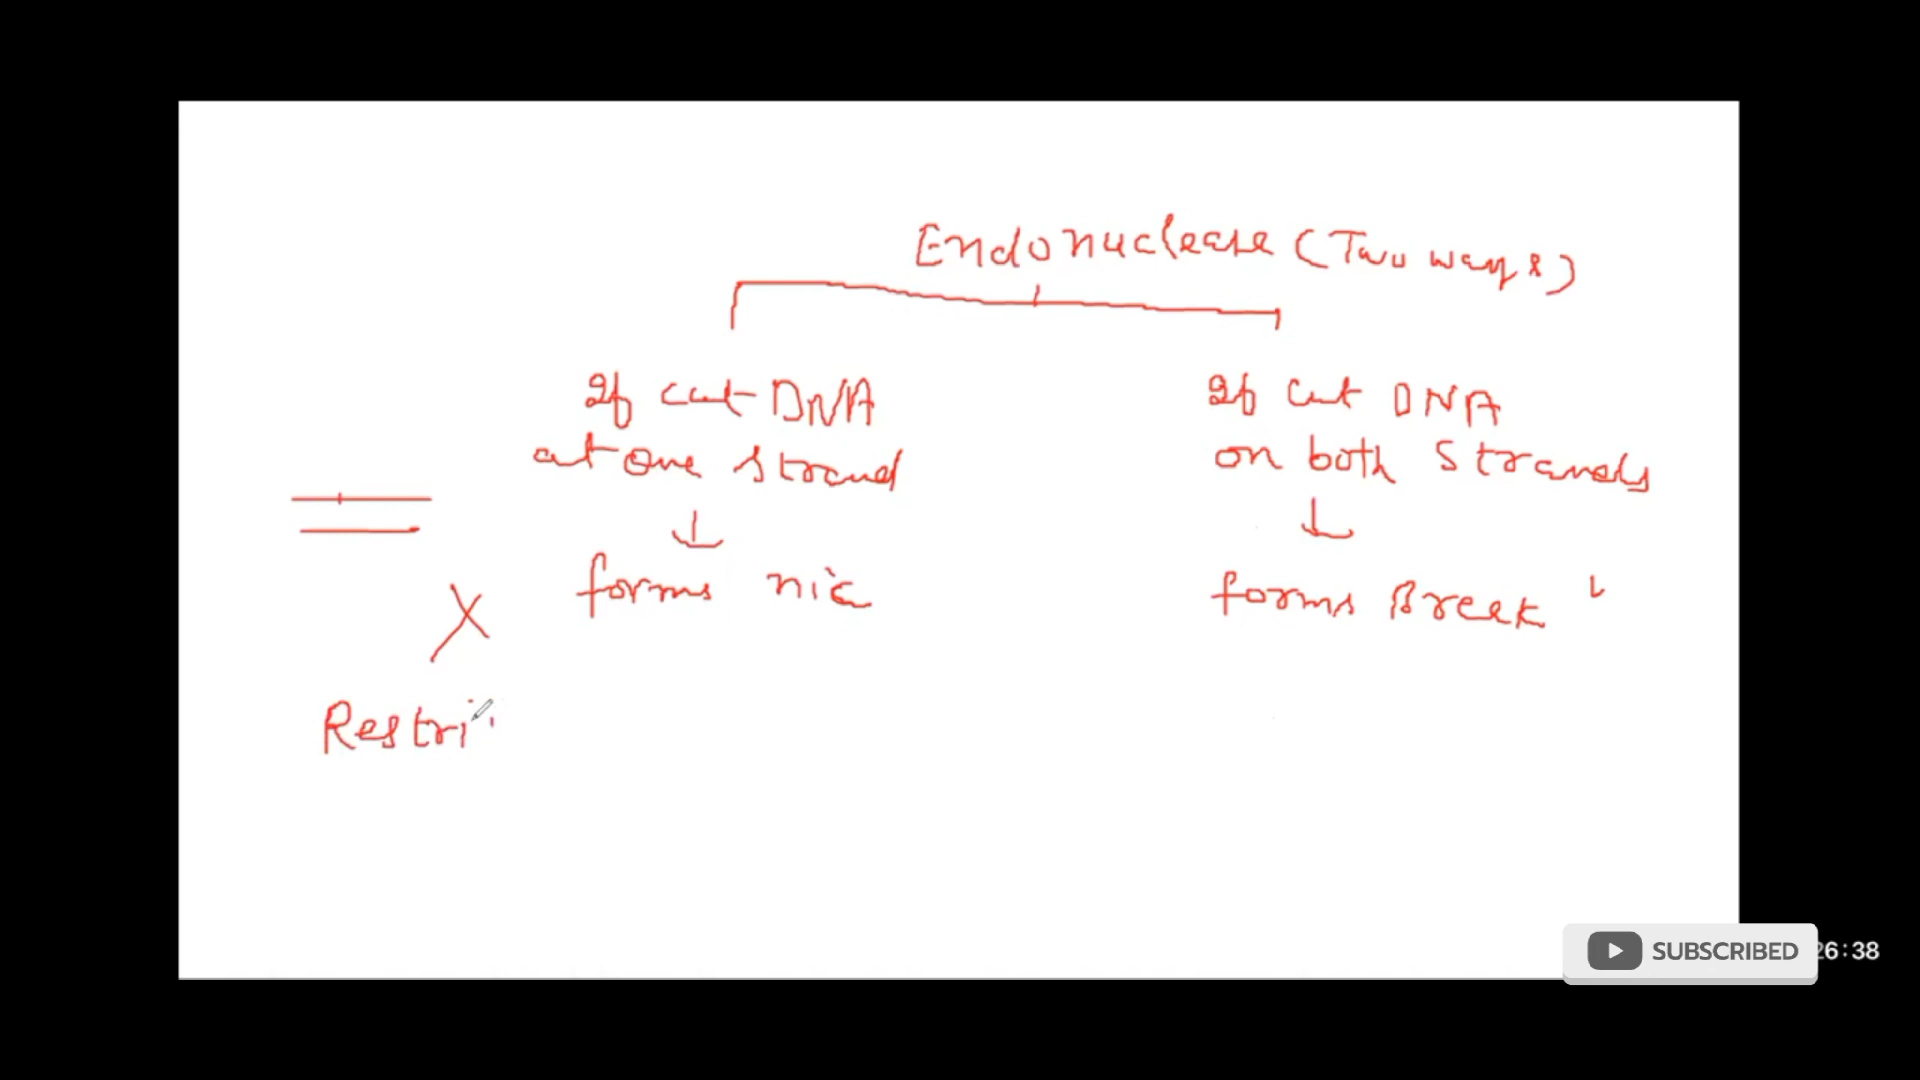 Endonuclease (Two ways)
If cut DNA
at one strand
↓
forms nic
If cut DNA
on both strands
↓
forms Break
X
Restri
SUBSCRIBED
26:38